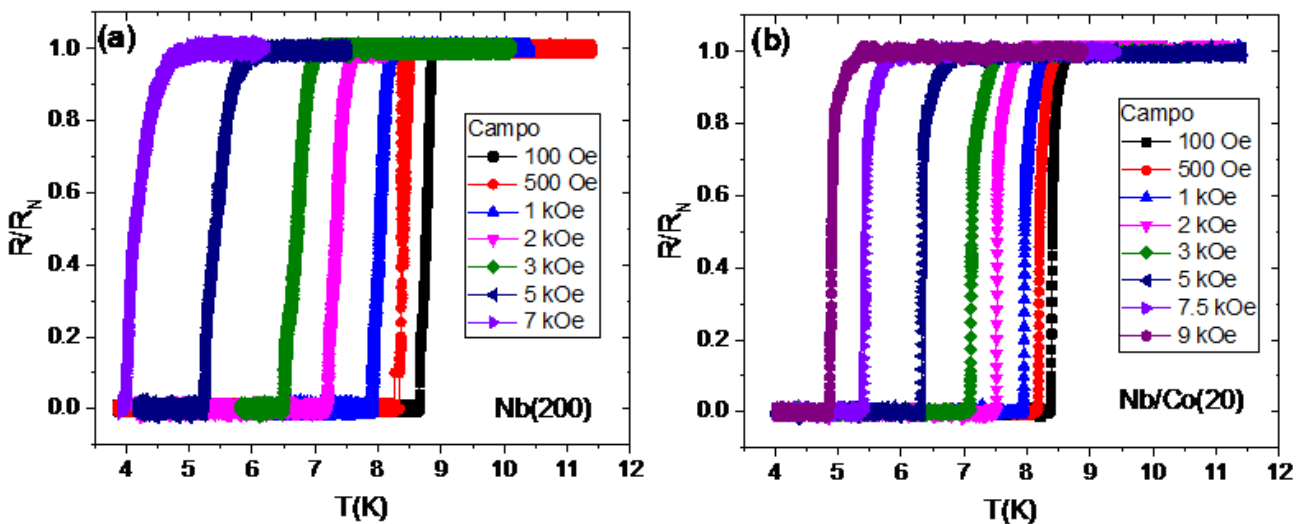 (a)
1.0
0.8
0.6
0.4
0.2
0.0
R/R_N
Campo
100 Oe
500 Oe
1 kOe
2 kOe
3 kOe
5 kOe
7 kOe
Nb(200)
4 5 6 7 8 9 10 11 12
T(K)
(b)
1.0
0.8
0.6
0.4
0.2
0.0
R/R_N
Campo
100 Oe
500 Oe
1 kOe
2 kOe
3 kOe
5 kOe
7.5 kOe
9 kOe
Nb/Co(20)
4 5 6 7 8 9 10 11 12
T(K)